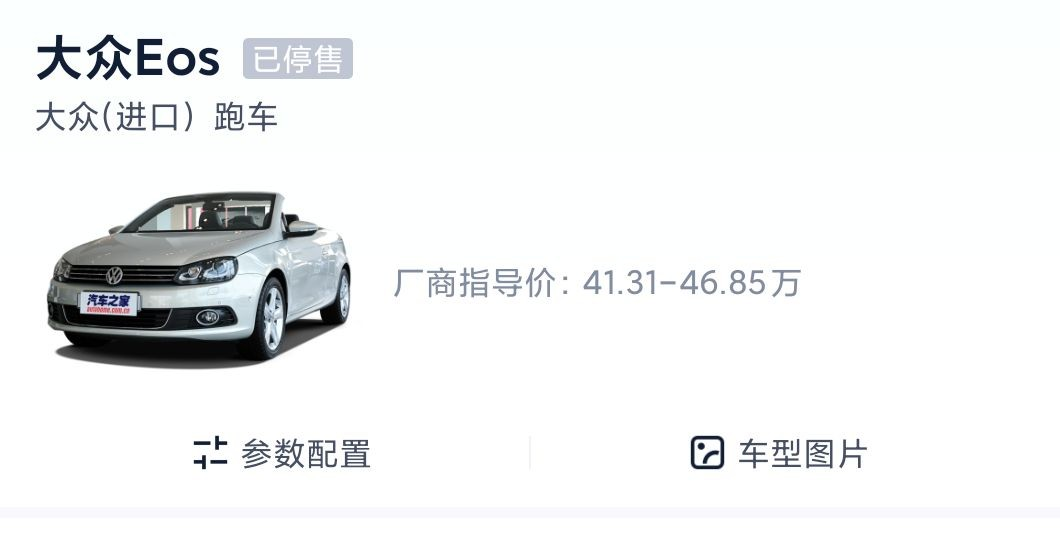 大众Eos 已停售
大众(进口) 跑车
汽车之家
autohome.com.cn
厂商指导价: 41.31-46.85万
参数配置
车型图片